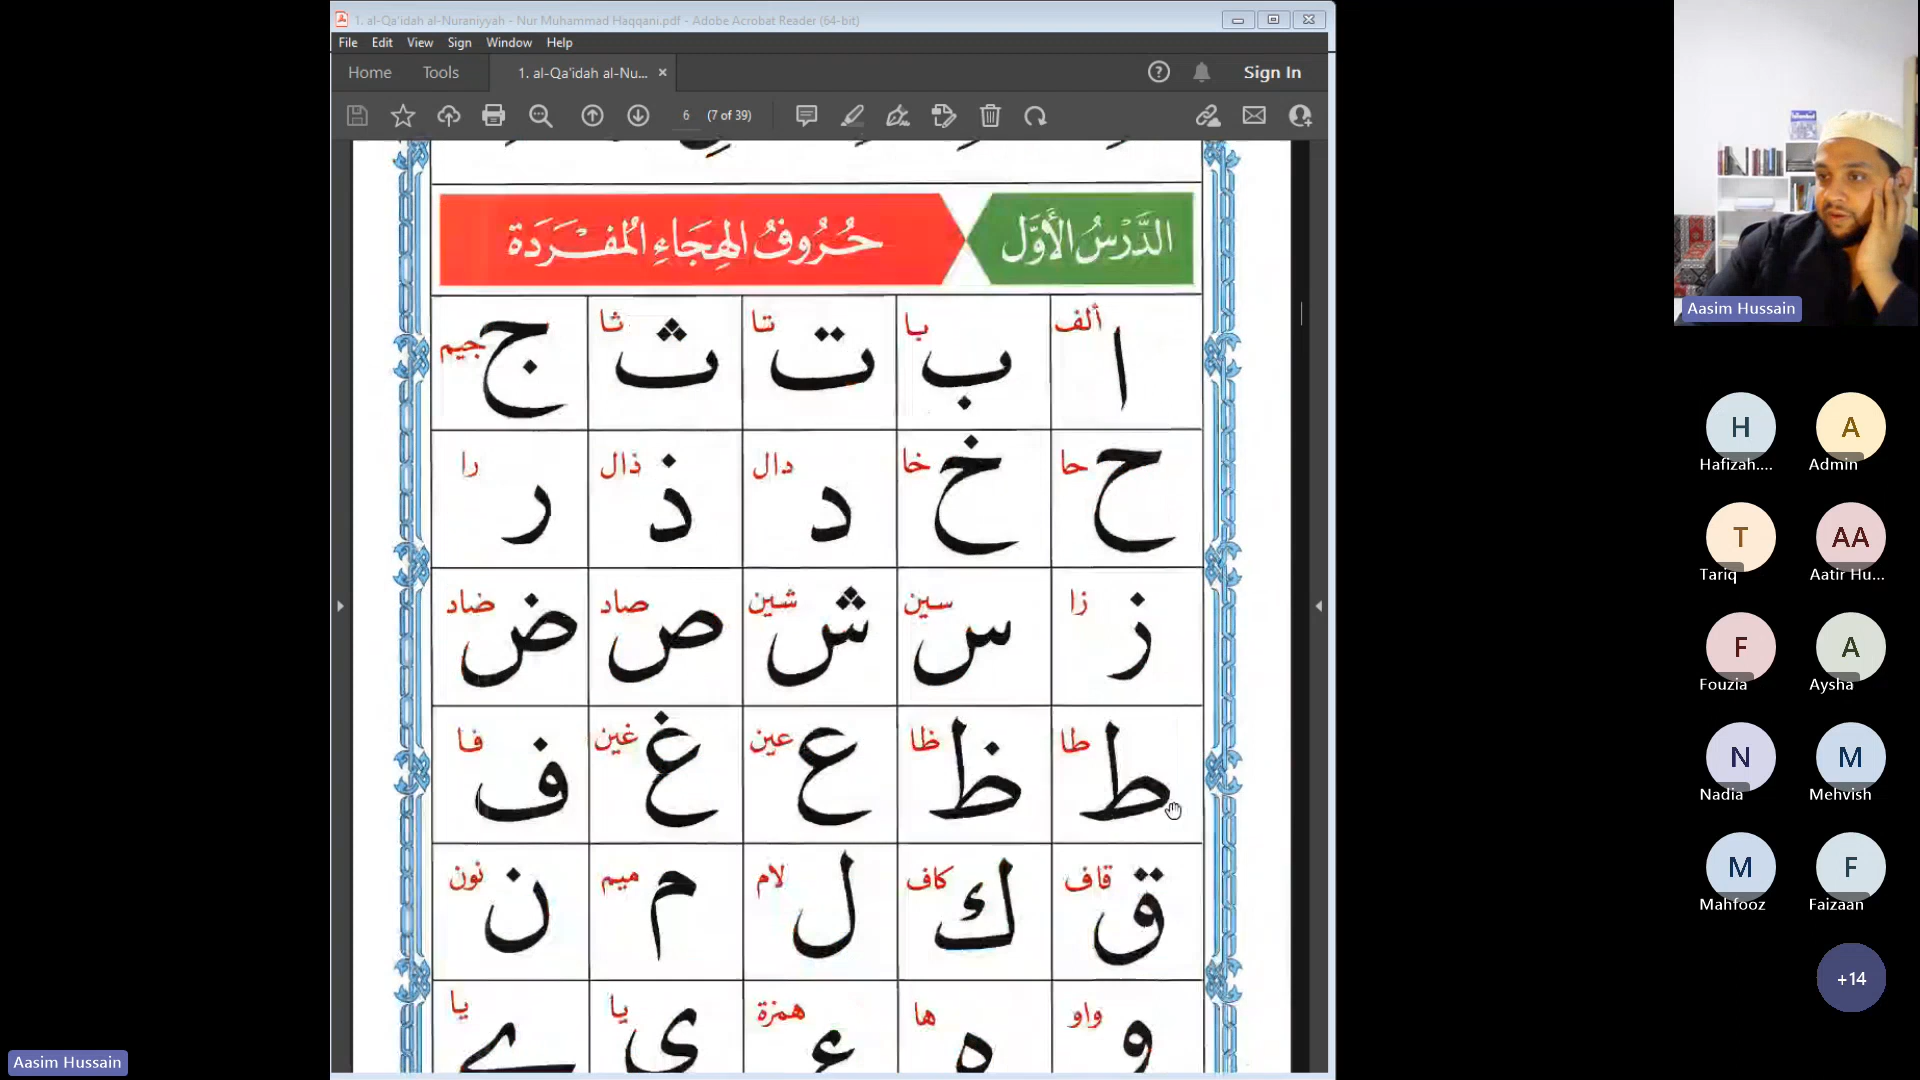 1. al-Qa'idah al-Nuraniyyah - Nur Muhammad Haqqani.pdf - Adobe Acrobat Reader (64-bit)
File Edit View Sign Window Help
Home Tools 1. al-Qa'idah al-Nu... × Sign In
6 (7 of 39)
الدَّرْسُ الأَوَّل حُرُوفُ الهِجَاءِ المُفْرَدَة
ا ألف ب با ت تا ث ثا ج جيم
ح حا خ خا د دال ذ ذال ر را
ز زا س سين ش شين ص صاد ض ضاد
ط طا ظ ظا ع عين غ غين ف فا
ق قاف ك كاف ل لام م ميم ن نون
و واو ه ها ء همزة ى يا ے يا
Aasim Hussain
H A
Hafizah.... Admin
T AA
Tariq Aatir Hu...
F A
Fouzia Aysha
N M
Nadia Mehvish
M F
Mahfooz Faizaan
+14
Aasim Hussain